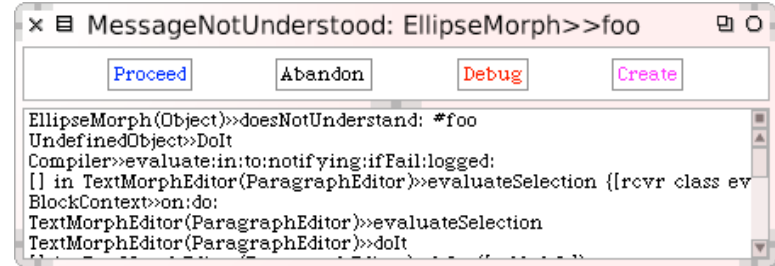 MessageNotUnderstood: EllipseMorph>>foo
Proceed Abandon Debug Create
EllipseMorph(Object)>>doesNotUnderstand: #foo
UndefinedObject>>DoIt
Compiler>>evaluate:in:to:notifying:ifFail:logged:
[] in TextMorphEditor(ParagraphEditor)>>evaluateSelection {[rcvr class ev
BlockContext>>on:do:
TextMorphEditor(ParagraphEditor)>>evaluateSelection
TextMorphEditor(ParagraphEditor)>>doIt